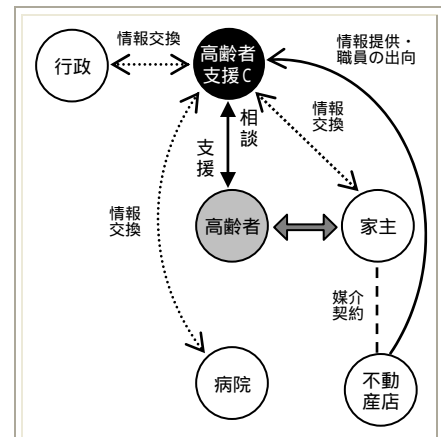 情報交換
行政
高齢者
支援C
情報提供・
職員の出向
相談
支援
情報
交換
情報
交換
高齢者
家主
媒介
契約
病院
不動
産店